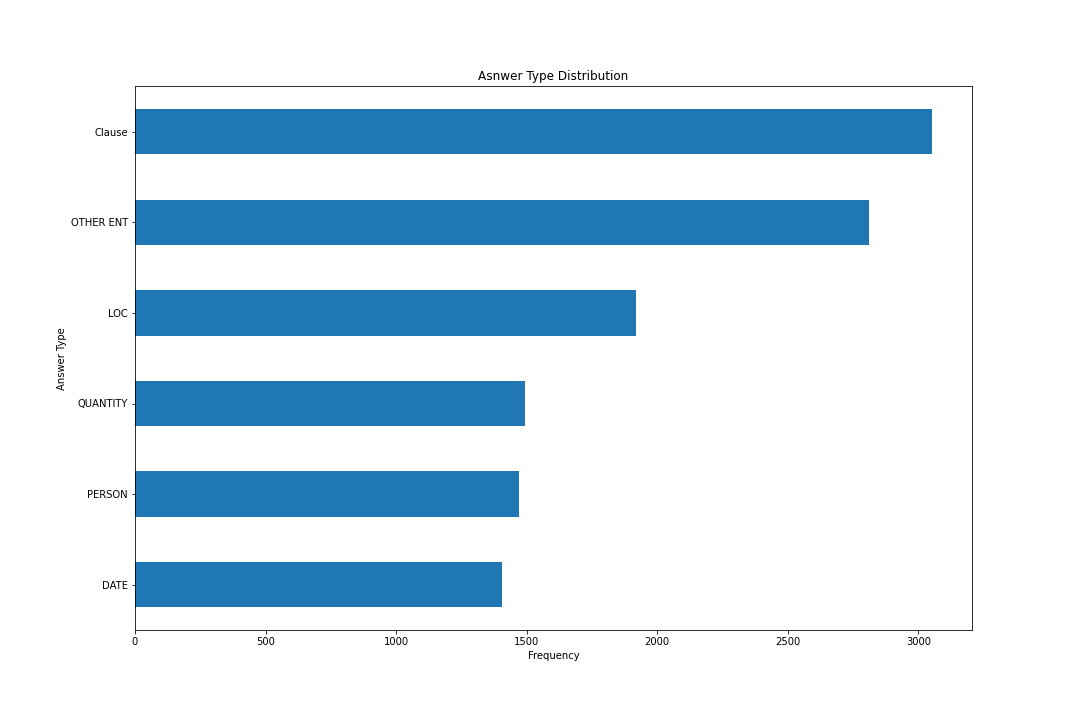 Asnwer Type Distribution
Clause
OTHER ENT
LOC
QUANTITY
PERSON
DATE
Answer Type
0 500 1000 1500 2000 2500 3000
Frequency